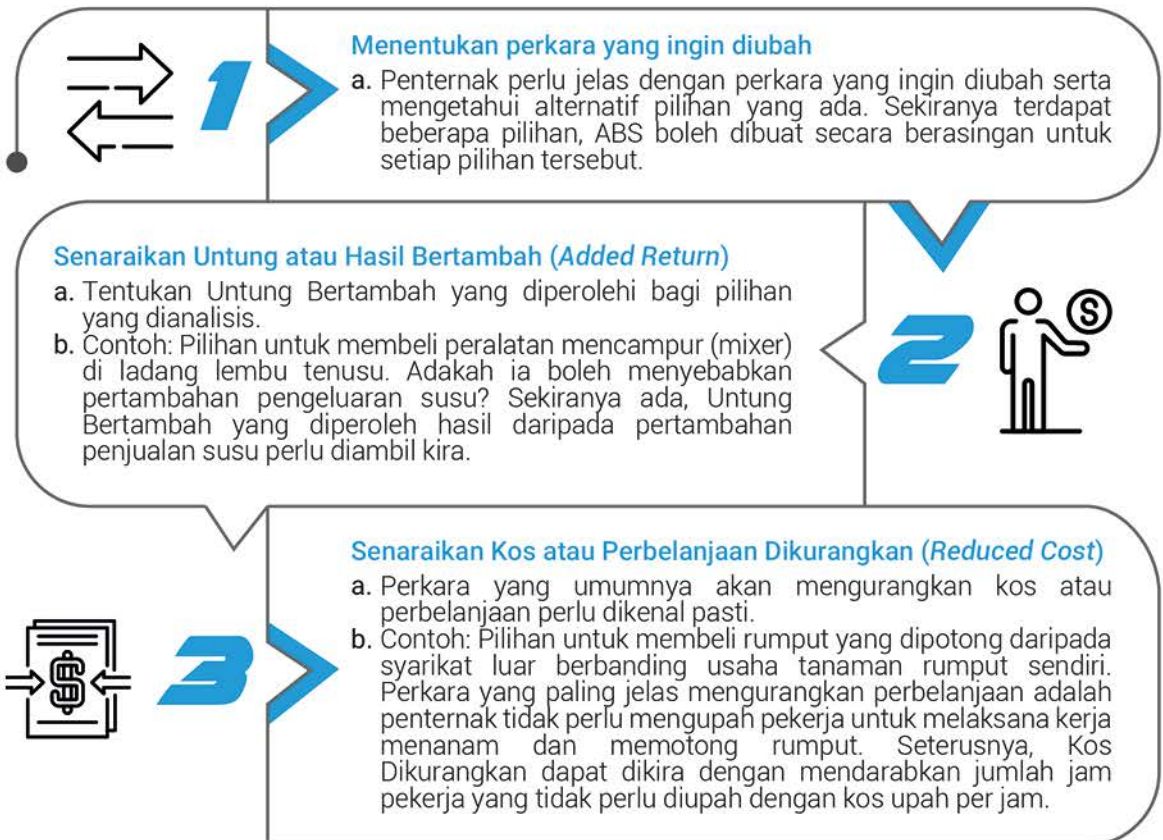 1
Menentukan perkara yang ingin diubah
a. Penternak perlu jelas dengan perkara yang ingin diubah serta
mengetahui alternatif pilihan yang ada. Sekiranya terdapat
beberapa pilihan, ABS boleh dibuat secara berasingan untuk
setiap pilihan tersebut.
2
Senaraikan Untung atau Hasil Bertambah (Added Return)
a. Tentukan Untung Bertambah yang diperolehi bagi pilihan
yang dianalisis.
b. Contoh: Pilihan untuk membeli peralatan mencampur (mixer)
di ladang lembu tenusu. Adakah ia boleh menyebabkan
pertambahan pengeluaran susu? Sekiranya ada, Untung
Bertambah yang diperoleh hasil daripada pertambahan
penjualan susu perlu diambil kira.
3
Senaraikan Kos atau Perbelanjaan Dikurangkan (Reduced Cost)
a. Perkara yang umumnya akan mengurangkan kos atau
perbelanjaan perlu dikenal pasti.
b. Contoh: Pilihan untuk membeli rumput yang dipotong daripada
syarikat luar berbanding usaha tanaman rumput sendiri.
Perkara yang paling jelas mengurangkan perbelanjaan adalah
penternak tidak perlu mengupah pekerja untuk melaksana kerja
menanam dan memotong rumput. Seterusnya, Kos
Dikurangkan dapat dikira dengan mendarabkan jumlah jam
pekerja yang tidak perlu diupah dengan kos upah per jam.